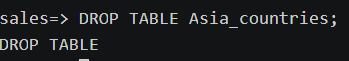 sales=> DROP TABLE Asia_countries;
DROP TABLE